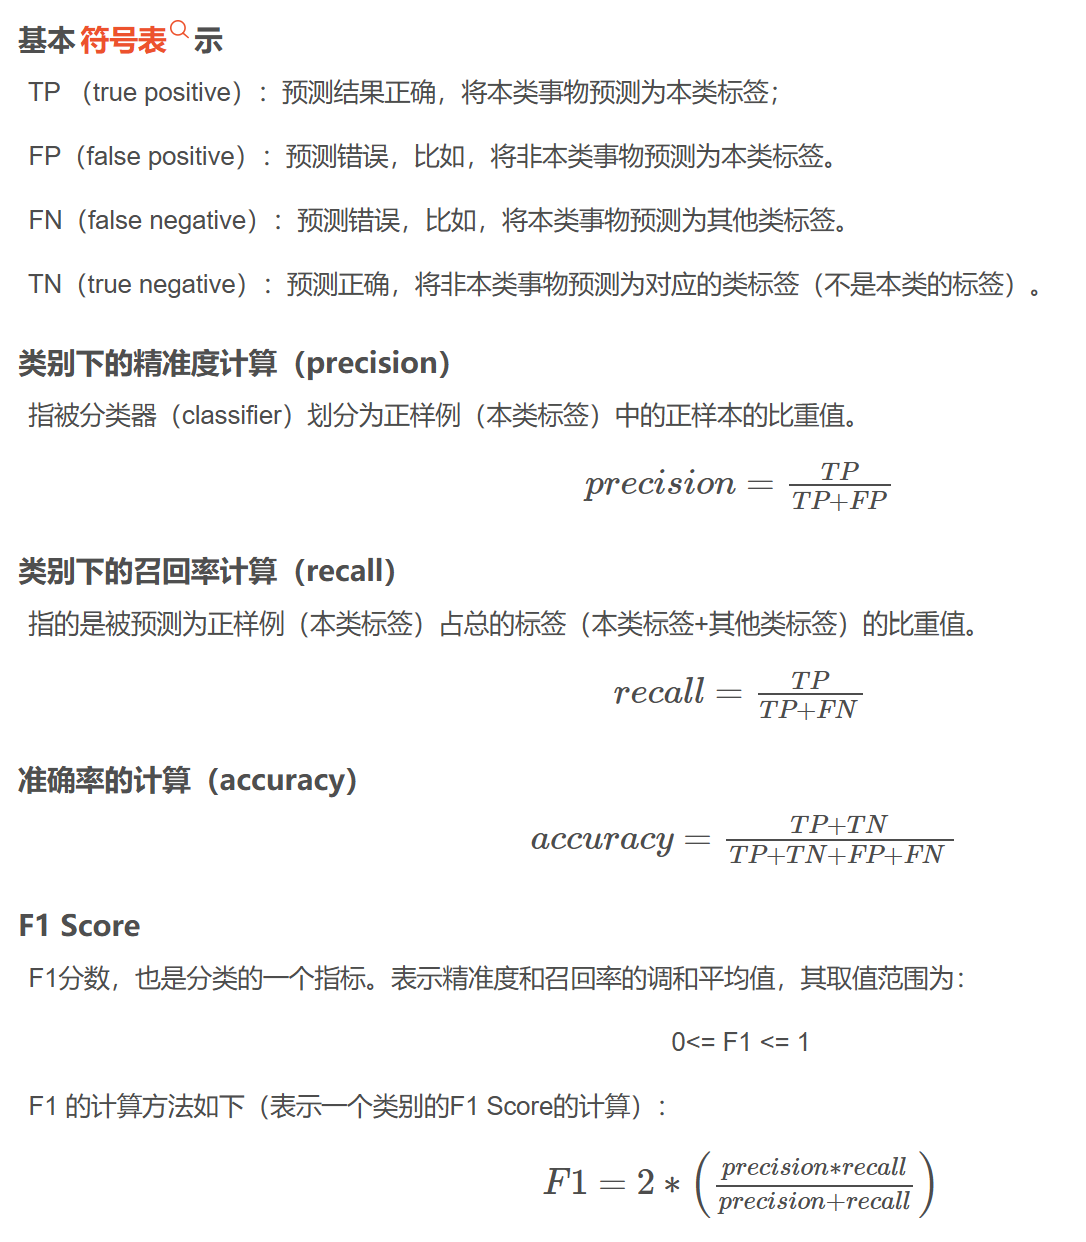 基本 符号表 示
TP （true positive）：预测结果正确，将本类事物预测为本类标签；
FP（false positive）：预测错误，比如，将非本类事物预测为本类标签。
FN（false negative）：预测错误，比如，将本类事物预测为其他类标签。
TN（true negative）：预测正确，将非本类事物预测为对应的类标签（不是本类的标签）。
类别下的精准度计算（precision）
指被分类器（classifier）划分为正样例（本类标签）中的正样本的比重值。
precision = \frac{TP}{TP+FP}
类别下的召回率计算（recall）
指的是被预测为正样例（本类标签）占总的标签（本类标签+其他类标签）的比重值。
recall = \frac{TP}{TP+FN}
准确率的计算（accuracy）
accuracy = \frac{TP+TN}{TP+TN+FP+FN}
F1 Score
F1分数，也是分类的一个指标。表示精准度和召回率的调和平均值，其取值范围为：
0<= F1 <= 1
F1 的计算方法如下（表示一个类别的F1 Score的计算）：
F1 = 2 * \left(\frac{precision*recall}{precision+recall}\right)